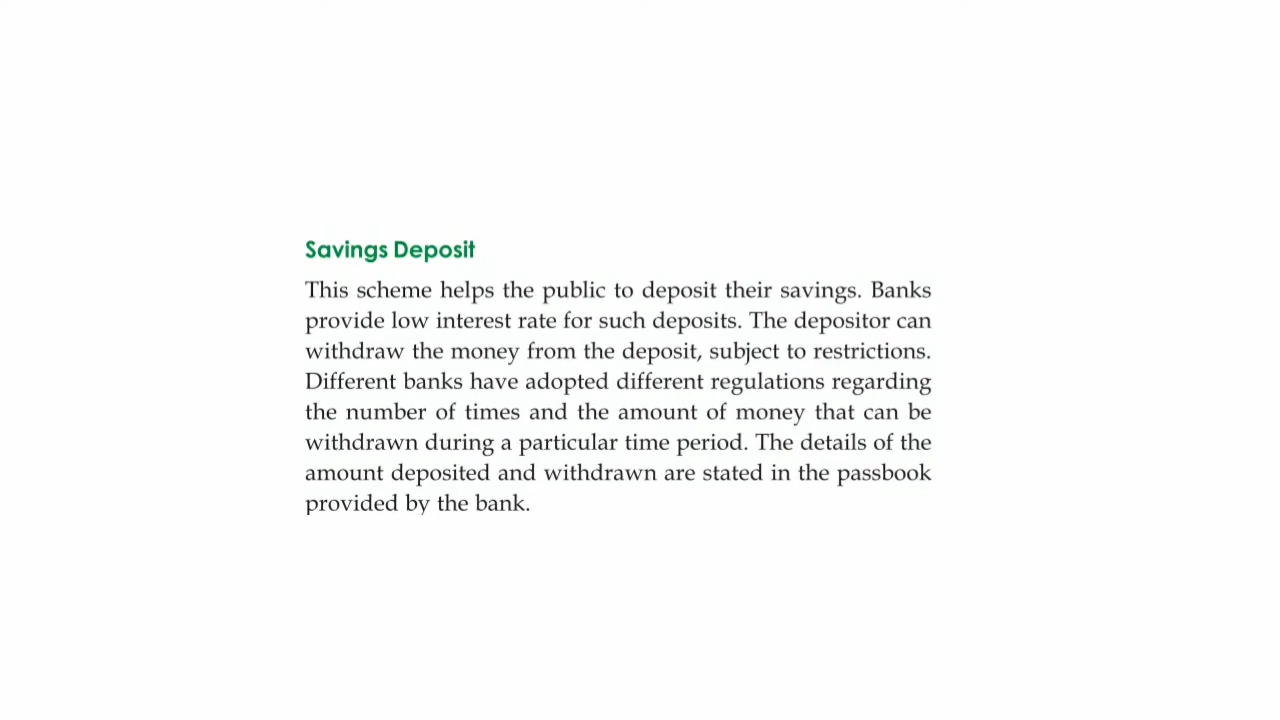 Savings Deposit
This scheme helps the public to deposit their savings. Banks
provide low interest rate for such deposits. The depositor can
withdraw the money from the deposit, subject to restrictions.
Different banks have adopted different regulations regarding
the number of times and the amount of money that can be
withdrawn during a particular time period. The details of the
amount deposited and withdrawn are stated in the passbook
provided by the bank.